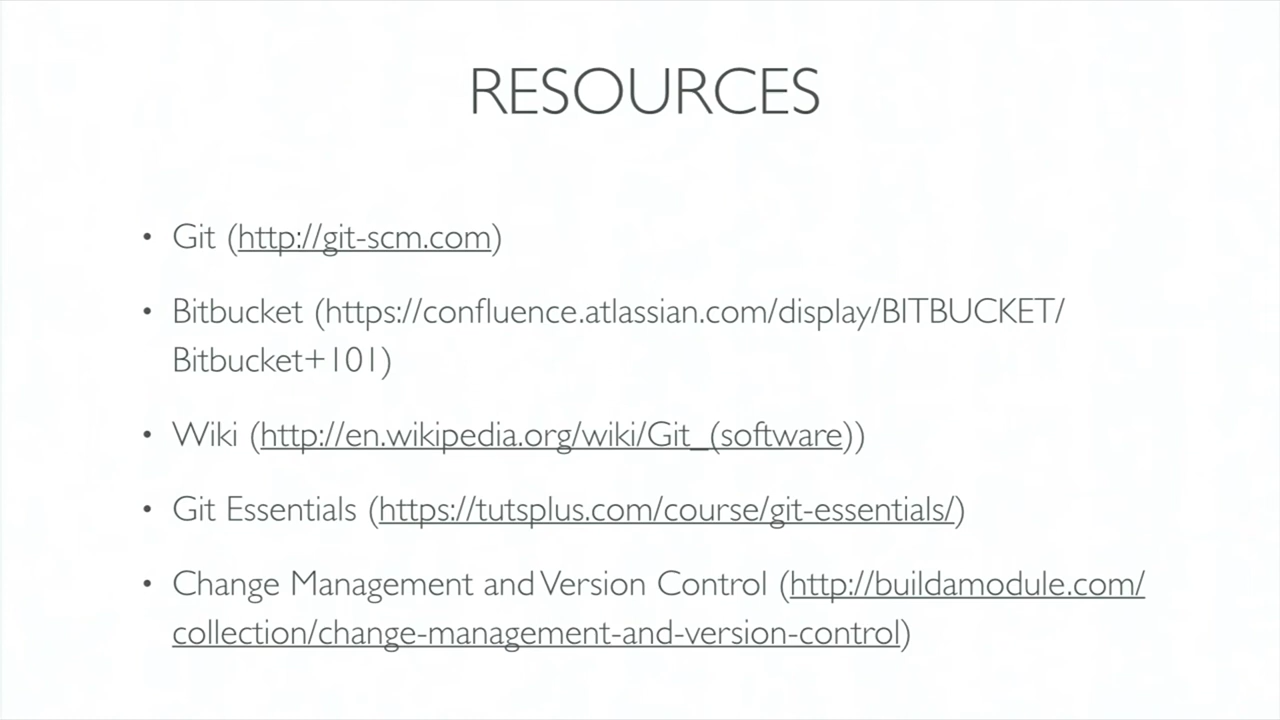 RESOURCES
• Git (http://git-scm.com)
• Bitbucket (https://confluence.atlassian.com/display/BITBUCKET/
Bitbucket+101)
• Wiki (http://en.wikipedia.org/wiki/Git_(software))
• Git Essentials (https://tutsplus.com/course/git-essentials/)
• Change Management and Version Control (http://buildamodule.com/
collection/change-management-and-version-control)